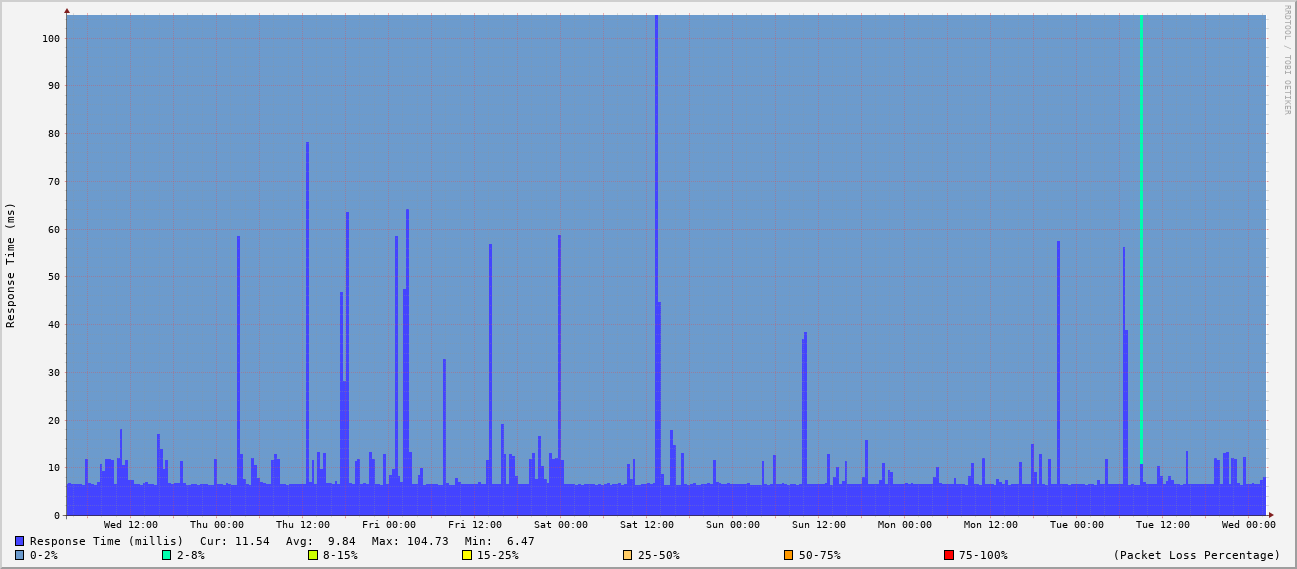 RRDTOOL / TOBI OETIKER
Response Time (ms)
100
90
80
70
60
50
40
30
20
10
0
Wed 12:00 Thu 00:00 Thu 12:00 Fri 00:00 Fri 12:00 Sat 00:00 Sat 12:00 Sun 00:00 Sun 12:00 Mon 00:00 Mon 12:00 Tue 00:00 Tue 12:00 Wed 00:00
Response Time (millis) Cur: 11.54 Avg: 9.84 Max: 104.73 Min: 6.47
0-2% 2-8% 8-15% 15-25% 25-50% 50-75% 75-100% (Packet Loss Percentage)